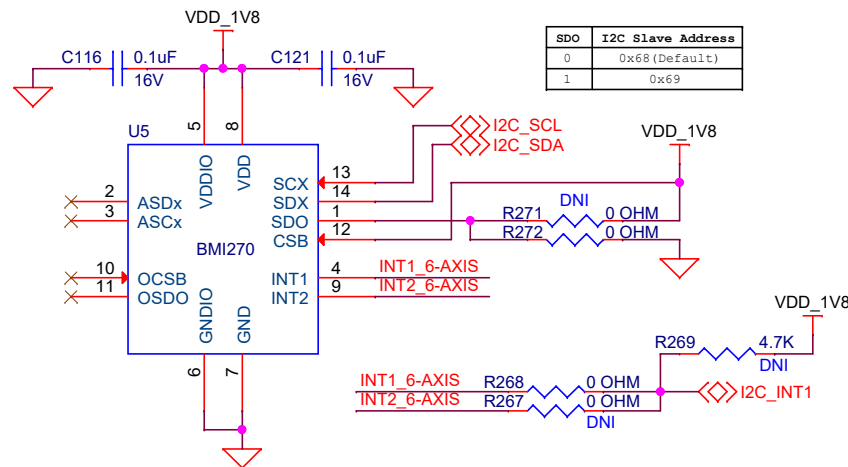 VDD_1V8
C116 0.1uF 16V
C121 0.1uF 16V
SDO I2C Slave Address
0 0x68(Default)
1 0x69
U5
5 8
VDDIO VDD
I2C_SCL
I2C_SDA
VDD_1V8
2 ASDx
3 ASCx
10 OCSB
11 OSDO
BMI270
SCX 13
SDX 14
SDO 1
CSB 12
INT1 4 INT1_6-AXIS
INT2 9 INT2_6-AXIS
DNI
R271 0 OHM
R272 0 OHM
GNDIO GND
6 7
VDD_1V8
R269 4.7K
DNI
INT1_6-AXIS R268 0 OHM
I2C_INT1
INT2_6-AXIS R267 0 OHM
DNI